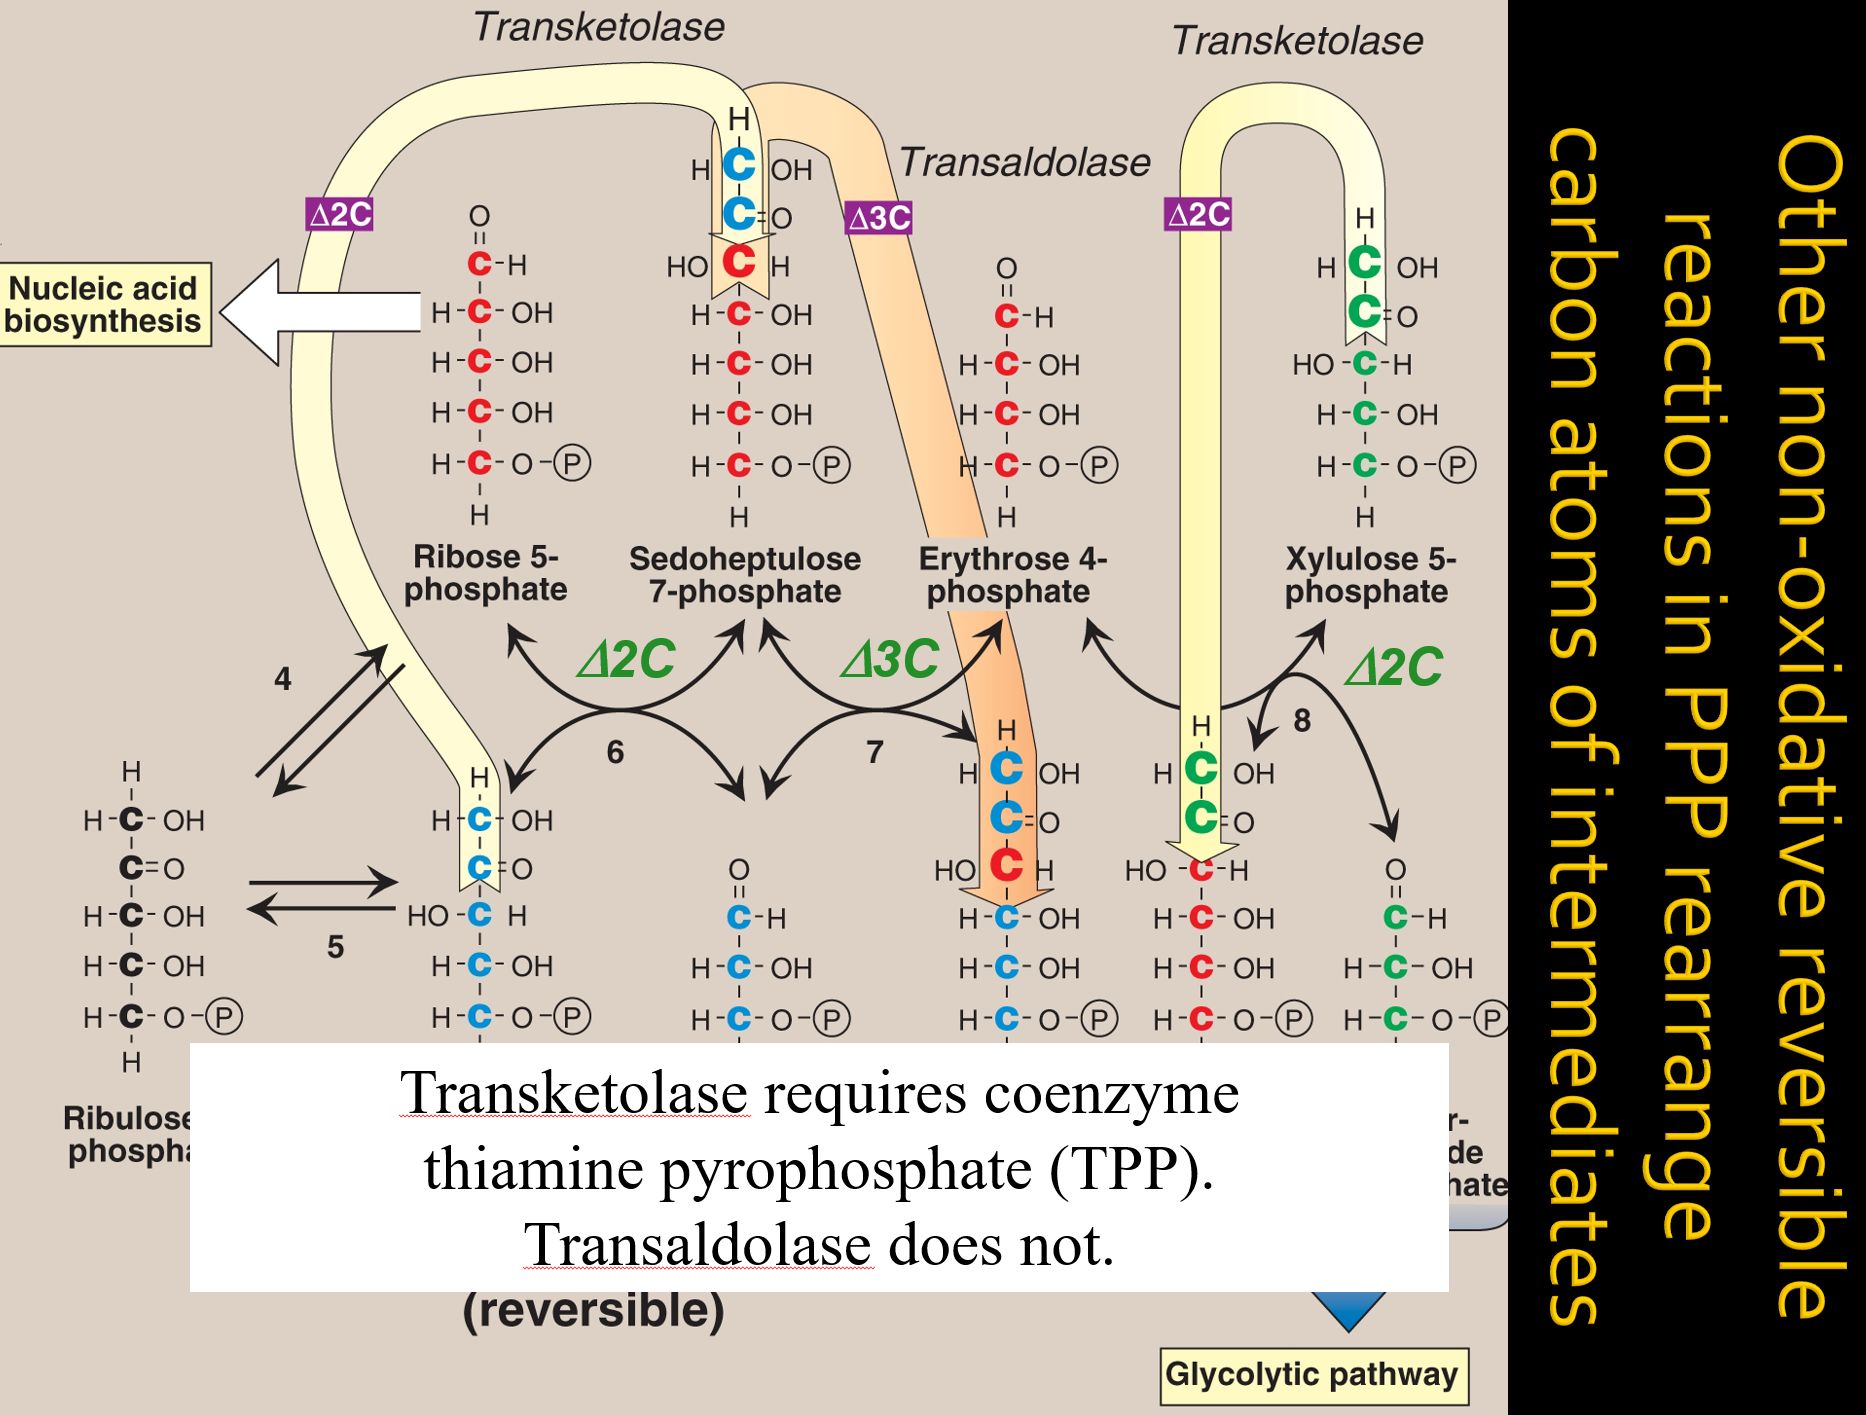 Transketolase
Transketolase
Transaldolase
Δ2C
Δ3C
Δ2C
Nucleic acid
biosynthesis
O
C-H
H-C-OH
H-C-OH
H-C-OH
H-C-O-P
H
Ribose 5-
phosphate
H
H C OH
C=O
HO C H
H-C-OH
H-C-OH
H-C-OH
H-C-O-P
H
Sedoheptulose
7-phosphate
O
C-H
H-C-OH
H-C-OH
H-C-O-P
H
Erythrose 4-
phosphate
H
H C OH
C=O
HO-C-H
H-C-OH
H-C-O-P
H
Xylulose 5-
phosphate
Δ2C
Δ3C
Δ2C
4
5
6
7
8
H
H-C-OH
C=O
H-C-OH
H-C-OH
H-C-O-P
H
Ribulose
H
H-C-OH
C=O
HO-C H
H-C-OH
H-C-O-P
O
C-H
H-C-OH
H-C-O-P
H
H C OH
C=O
HO C H
H-C-OH
H-C-OH
H-C-O-P
H
H C OH
C=O
HO C-H
H-C-OH
H-C-OH
H-C-O-P
O
C-H
H-C-OH
H-C-O-P
Transketolase requires coenzyme
thiamine pyrophosphate (TPP).
Transaldolase does not.
(reversible)
Glycolytic pathway
Other non-oxidative reversible
reactions in PPP rearrange
carbon atoms of intermediates